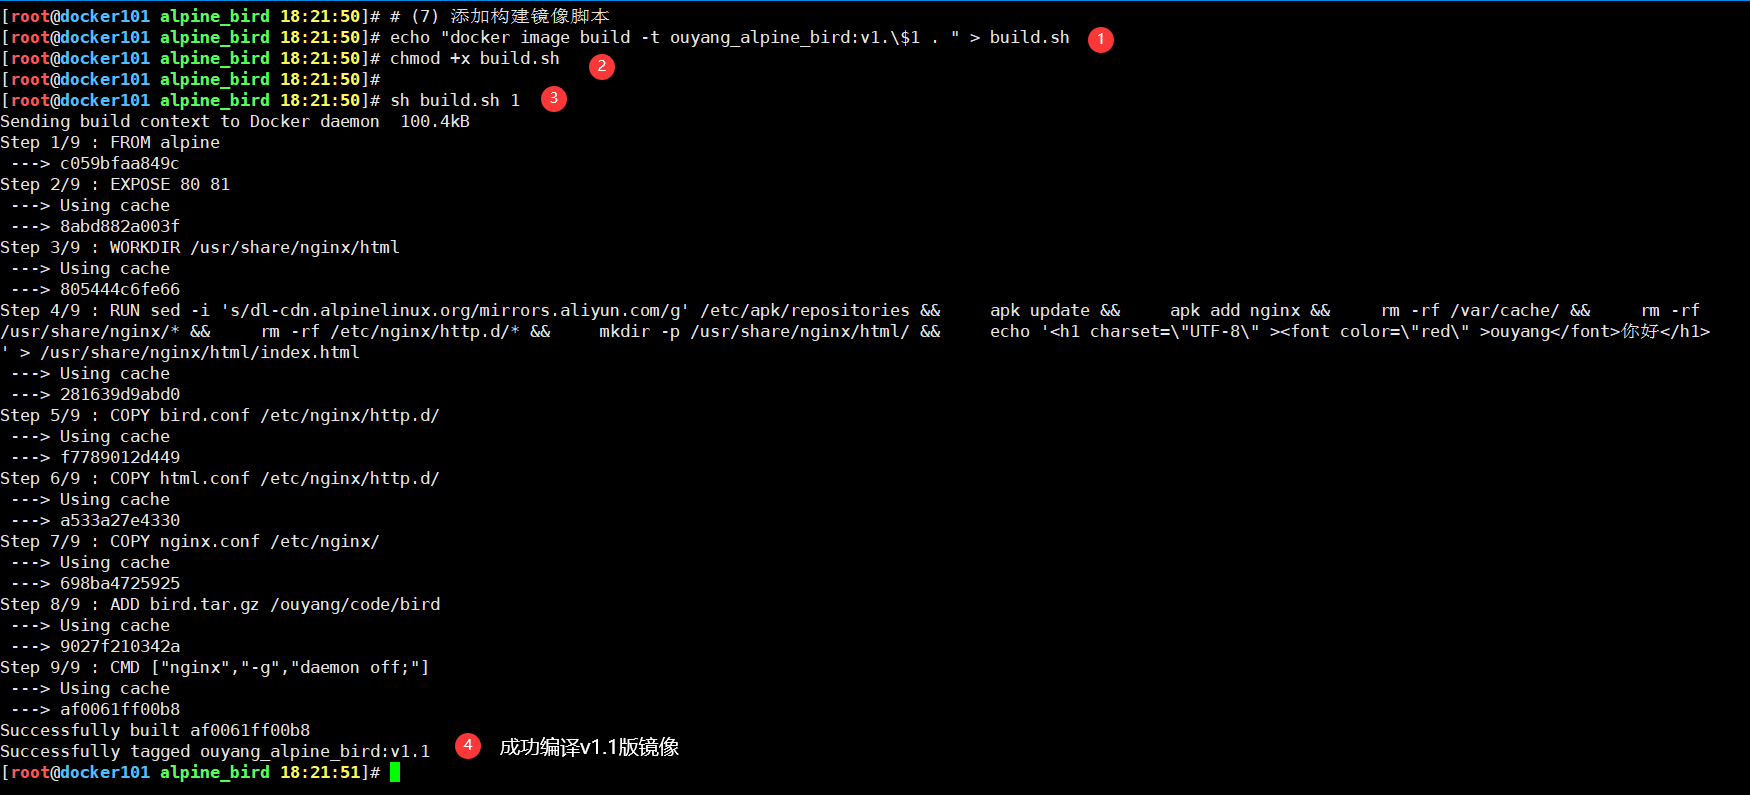 [root@docker101 alpine_bird 18:21:50]# # (7) 添加构建镜像脚本
[root@docker101 alpine_bird 18:21:50]# echo "docker image build -t ouyang_alpine_bird:v1.\$1 . " > build.sh 1
[root@docker101 alpine_bird 18:21:50]# chmod +x build.sh 2
[root@docker101 alpine_bird 18:21:50]#
[root@docker101 alpine_bird 18:21:50]# sh build.sh 1 3
Sending build context to Docker daemon  100.4kB
Step 1/9 : FROM alpine
 ---> c059bfaa849c
Step 2/9 : EXPOSE 80 81
 ---> Using cache
 ---> 8abd882a003f
Step 3/9 : WORKDIR /usr/share/nginx/html
 ---> Using cache
 ---> 805444c6fe66
Step 4/9 : RUN sed -i 's/dl-cdn.alpinelinux.org/mirrors.aliyun.com/g' /etc/apk/repositories &&     apk update &&     apk add nginx &&     rm -rf /var/cache/ &&     rm -rf
/usr/share/nginx/* &&     rm -rf /etc/nginx/http.d/* &&     mkdir -p /usr/share/nginx/html/ &&     echo '<h1 charset=\"UTF-8\" ><font color=\"red\" >ouyang</font>你好</h1>
' > /usr/share/nginx/html/index.html
 ---> Using cache
 ---> 281639d9abd0
Step 5/9 : COPY bird.conf /etc/nginx/http.d/
 ---> Using cache
 ---> f7789012d449
Step 6/9 : COPY html.conf /etc/nginx/http.d/
 ---> Using cache
 ---> a533a27e4330
Step 7/9 : COPY nginx.conf /etc/nginx/
 ---> Using cache
 ---> 698ba4725925
Step 8/9 : ADD bird.tar.gz /ouyang/code/bird
 ---> Using cache
 ---> 9027f210342a
Step 9/9 : CMD ["nginx","-g","daemon off;"]
 ---> Using cache
 ---> af0061ff00b8
Successfully built af0061ff00b8
Successfully tagged ouyang_alpine_bird:v1.1 4 成功编译v1.1版镜像
[root@docker101 alpine_bird 18:21:51]#